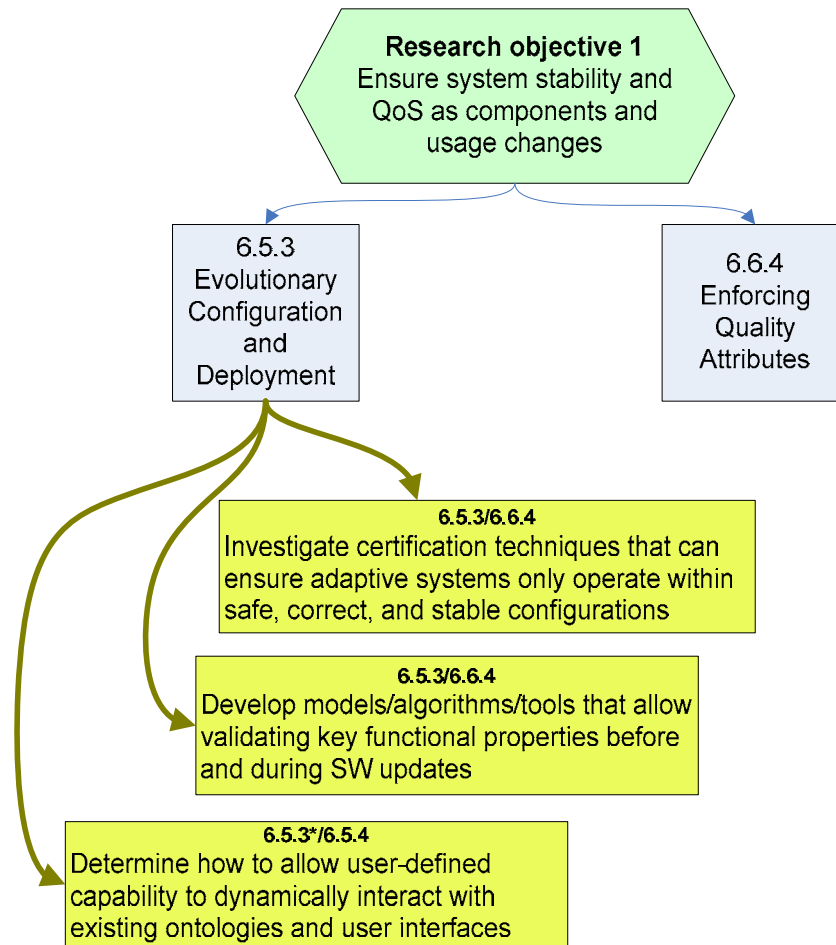 Research objective 1
Ensure system stability and
QoS as components and
usage changes
6.5.3
Evolutionary
Configuration
and
Deployment
6.6.4
Enforcing
Quality
Attributes
6.5.3/6.6.4
Investigate certification techniques that can
ensure adaptive systems only operate within
safe, correct, and stable configurations
6.5.3/6.6.4
Develop models/algorithms/tools that allow
validating key functional properties before
and during SW updates
6.5.3*/6.5.4
Determine how to allow user-defined
capability to dynamically interact with
existing ontologies and user interfaces